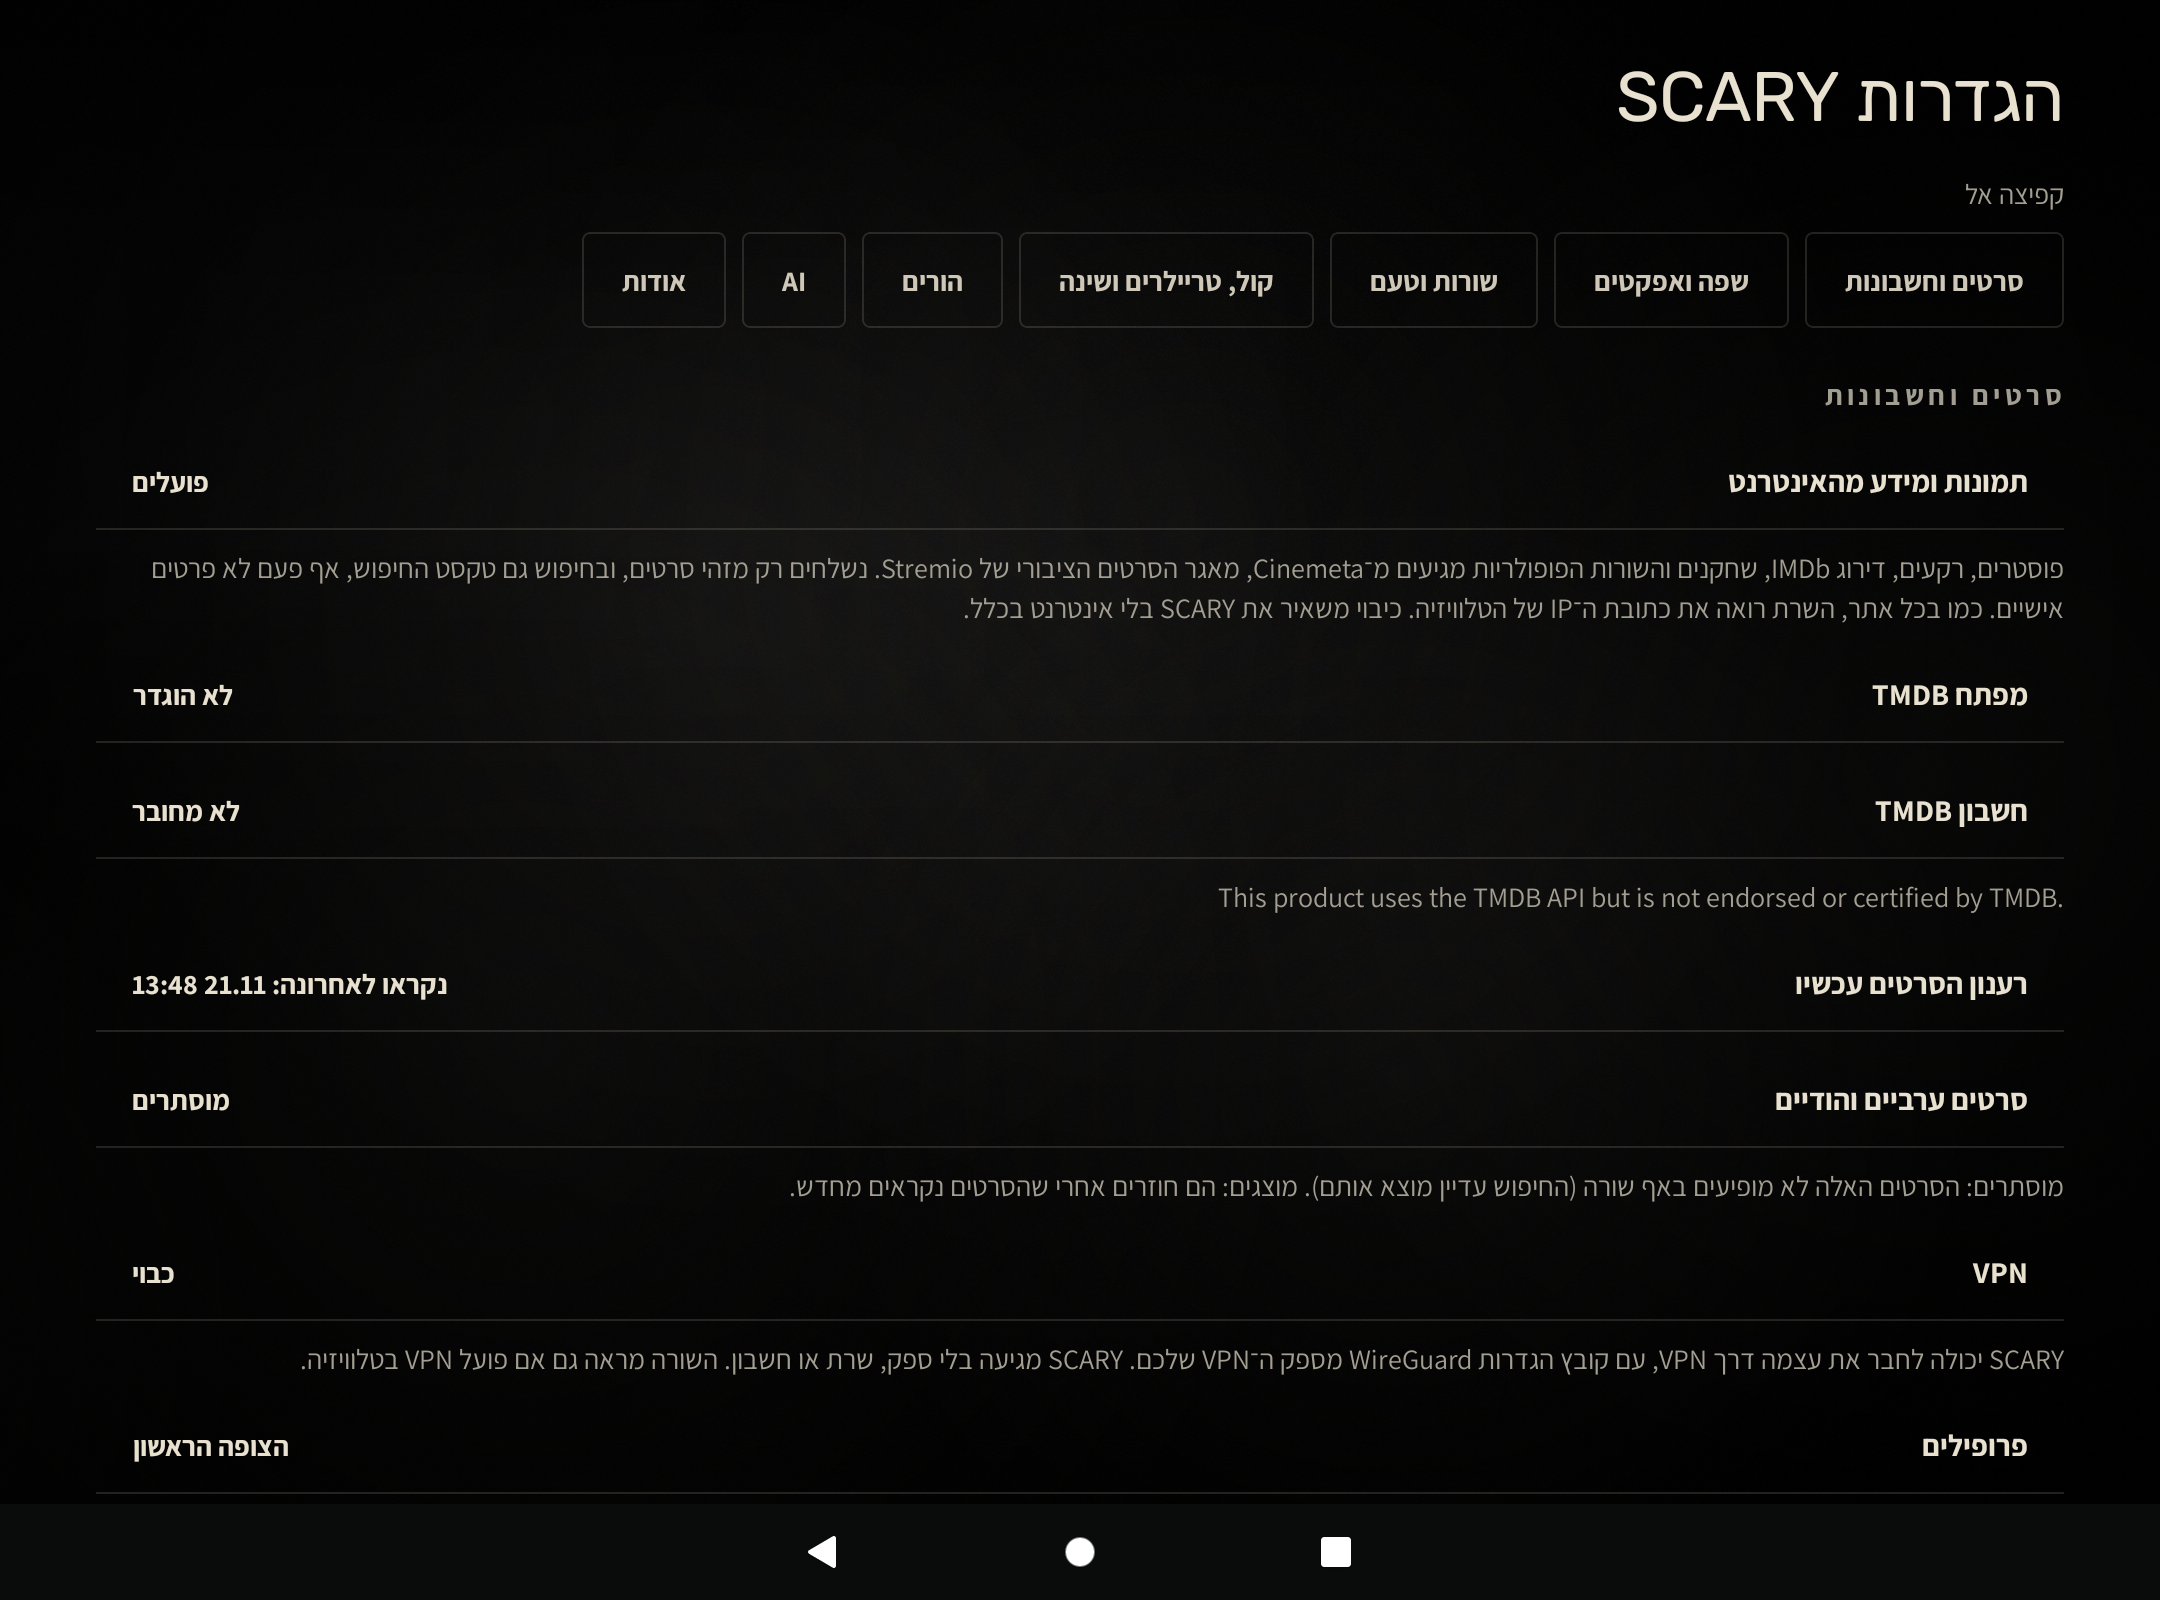 הגדרות SCARY
קפיצה אל
סרטים וחשבונות
שפה ואפקטים
שורות וטעם
קול, טריילרים ושינה
הורים
AI
אודות
סרטים וחשבונות
תמונות ומידע מהאינטרנט
פועלים
פוסטרים, רקעים, דירוג IMDb, שחקנים והשורות הפופולריות מגיעים מ־Cinemeta, מאגר הסרטים הציבורי של Stremio. נשלחים רק מזהי סרטים, ובחיפוש גם טקסט החיפוש, אף פעם לא פרטים
אישיים. כמו בכל אתר, השרת רואה את כתובת ה־IP של הטלוויזיה. כיבוי משאיר את SCARY בלי אינטרנט בכלל.
מפתח TMDB
לא הוגדר
חשבון TMDB
לא מחובר
This product uses the TMDB API but is not endorsed or certified by TMDB.
רענון הסרטים עכשיו
נקראו לאחרונה: 21.11 13:48
סרטים ערביים והודיים
מוסתרים
מוסתרים: הסרטים האלה לא מופיעים באף שורה (החיפוש עדיין מוצא אותם). מוצגים: הם חוזרים אחרי שהסרטים נקראים מחדש.
VPN
כבוי
SCARY יכולה לחבר את עצמה דרך VPN, עם קובץ הגדרות WireGuard מספק ה־VPN שלכם. SCARY מגיעה בלי ספק, שרת או חשבון. השורה מראה גם אם פועל VPN בטלוויזיה.
פרופילים
הצופה הראשון